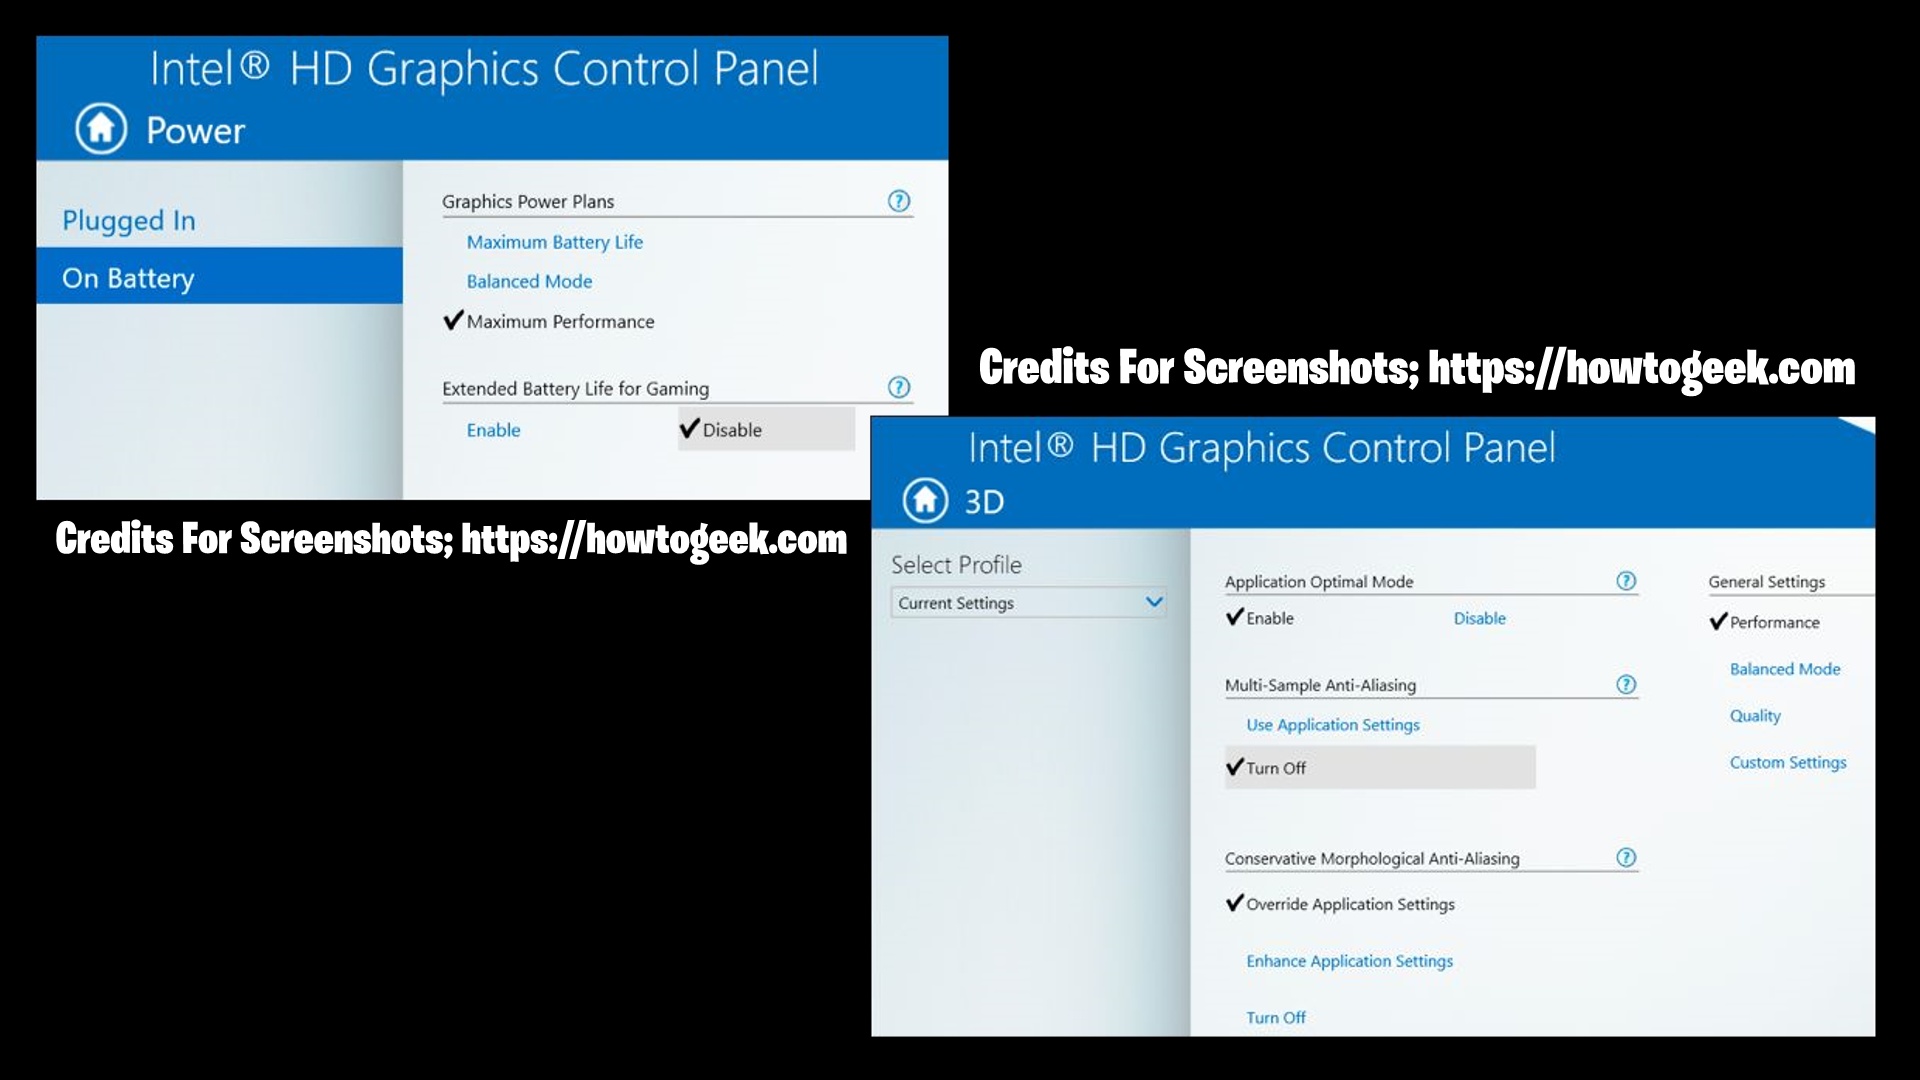 Intel® HD Graphics Control Panel
Power
Plugged In
On Battery
Graphics Power Plans ?
Maximum Battery Life
Balanced Mode
✔Maximum Performance
Extended Battery Life for Gaming ?
Enable ✔Disable
Credits For Screenshots; https://howtogeek.com
Credits For Screenshots; https://howtogeek.com
Intel® HD Graphics Control Panel
3D
Select Profile
Current Settings
Application Optimal Mode ?
✔Enable Disable
Multi-Sample Anti-Aliasing ?
Use Application Settings
✔Turn Off
Conservative Morphological Anti-Aliasing ?
✔Override Application Settings
Enhance Application Settings
Turn Off
General Settings
✔Performance
Balanced Mode
Quality
Custom Settings